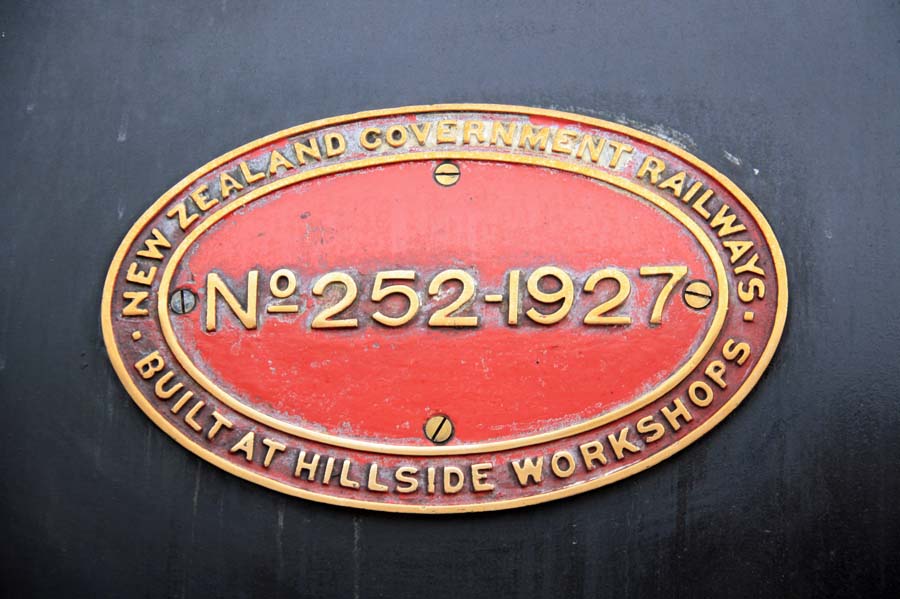 NEW ZEALAND GOVERNMENT RAILWAYS
Nº 252-1927
· BUILT AT HILLSIDE WORKSHOPS ·